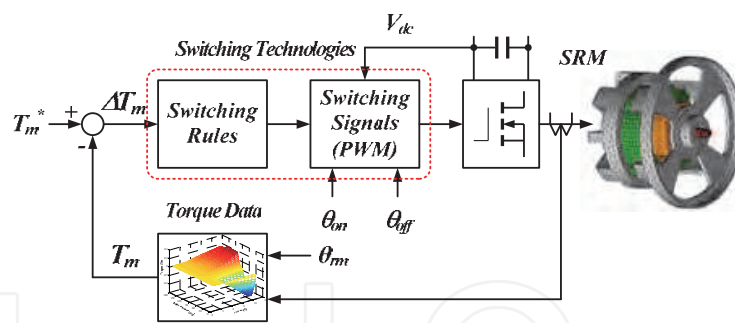 V_dc
Switching Technologies
SRM
T_m* + ΔT_m
-
Switching
Rules
Switching
Signals
(PWM)
θ_on θ_off
Torque Data
T_m
θ_rm